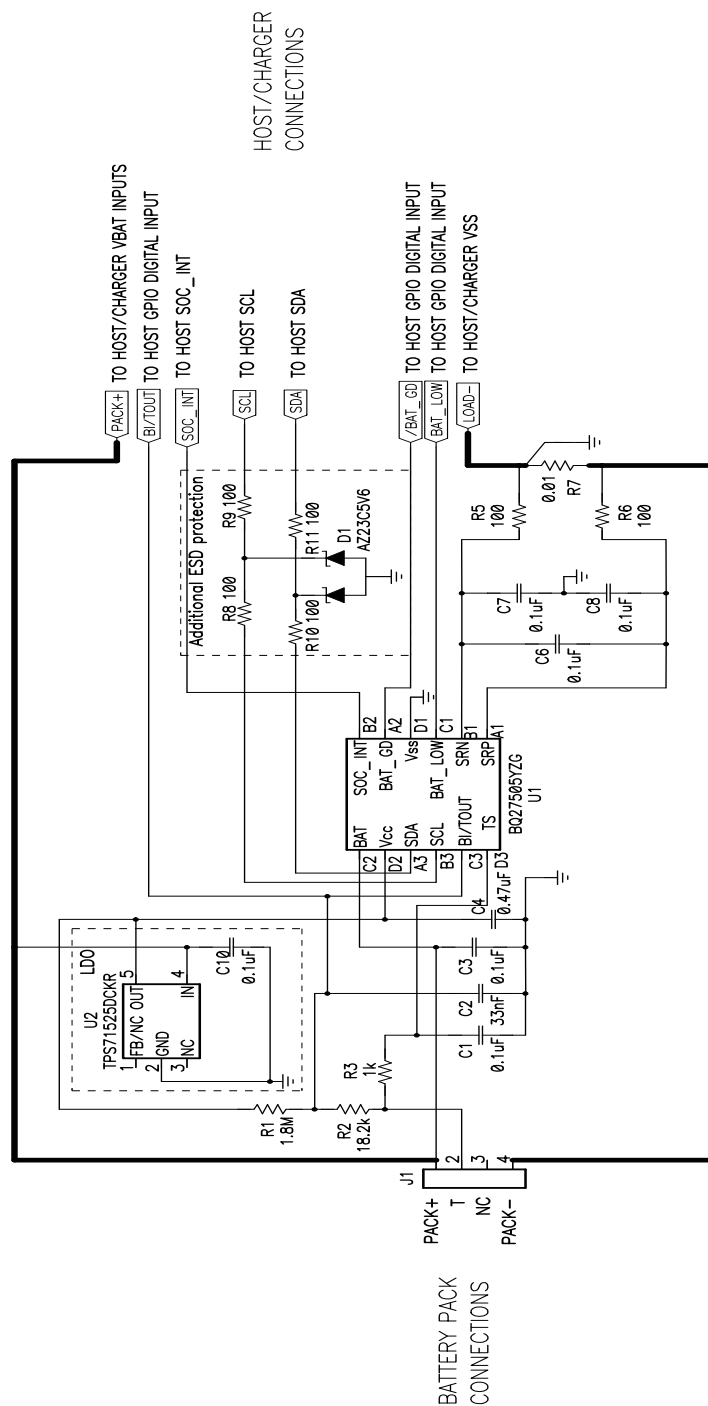 BATTERY PACK
CONNECTIONS
PACK+
T
NC
PACK-
J1
2
3
4
R1
1.8M
R2
18.2k
R3
1k
U2
TPS71525DCKR
LDO
1
FB/NC
OUT
5
2
GND
3
NC
IN
4
C10
0.1uF
C1
0.1uF
C2
33nF
C3
0.1uF
C4
0.47uF
C2
BAT
D2
Vcc
A3
SDA
B3
SCL
C3
BI/TOUT
D3
TS
SOC_INT
B2
BAT_GD
A2
Vss
D1
BAT_LOW
C1
SRN
B1
SRP
A1
BQ27505YZG
U1
Additional ESD protection
R8 100
R9 100
R10 100
R11 100
D1
AZ23C5V6
C6
0.1uF
C7
0.1uF
C8
0.1uF
R5
100
R6
100
0.01
R7
PACK+ TO HOST/CHARGER VBAT INPUTS
BI/TOUT TO HOST GPIO DIGITAL INPUT
SOC_INT TO HOST SOC_INT
SCL TO HOST SCL
SDA TO HOST SDA
/BAT_GD TO HOST GPIO DIGITAL INPUT
BAT_LOW TO HOST GPIO DIGITAL INPUT
LOAD- TO HOST/CHARGER VSS
HOST/CHARGER
CONNECTIONS